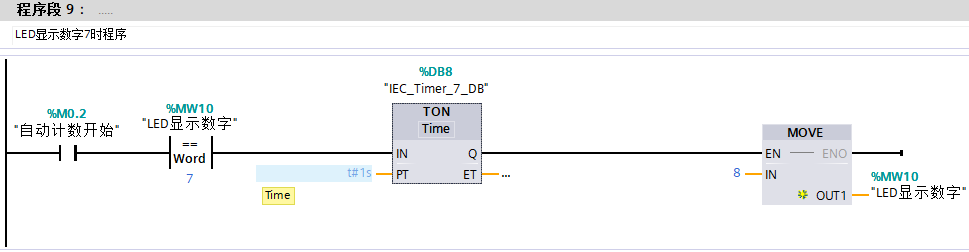 程序段 9： .....
LED显示数字7时程序
%DB8
"IEC_Timer_7_DB"
%M0.2
"自动计数开始"
%MW10
"LED显示数字"
==
Word
7
TON
Time
IN
Q
t#1s
PT
ET
...
Time
MOVE
EN
ENO
8
IN
OUT1
%MW10
"LED显示数字"